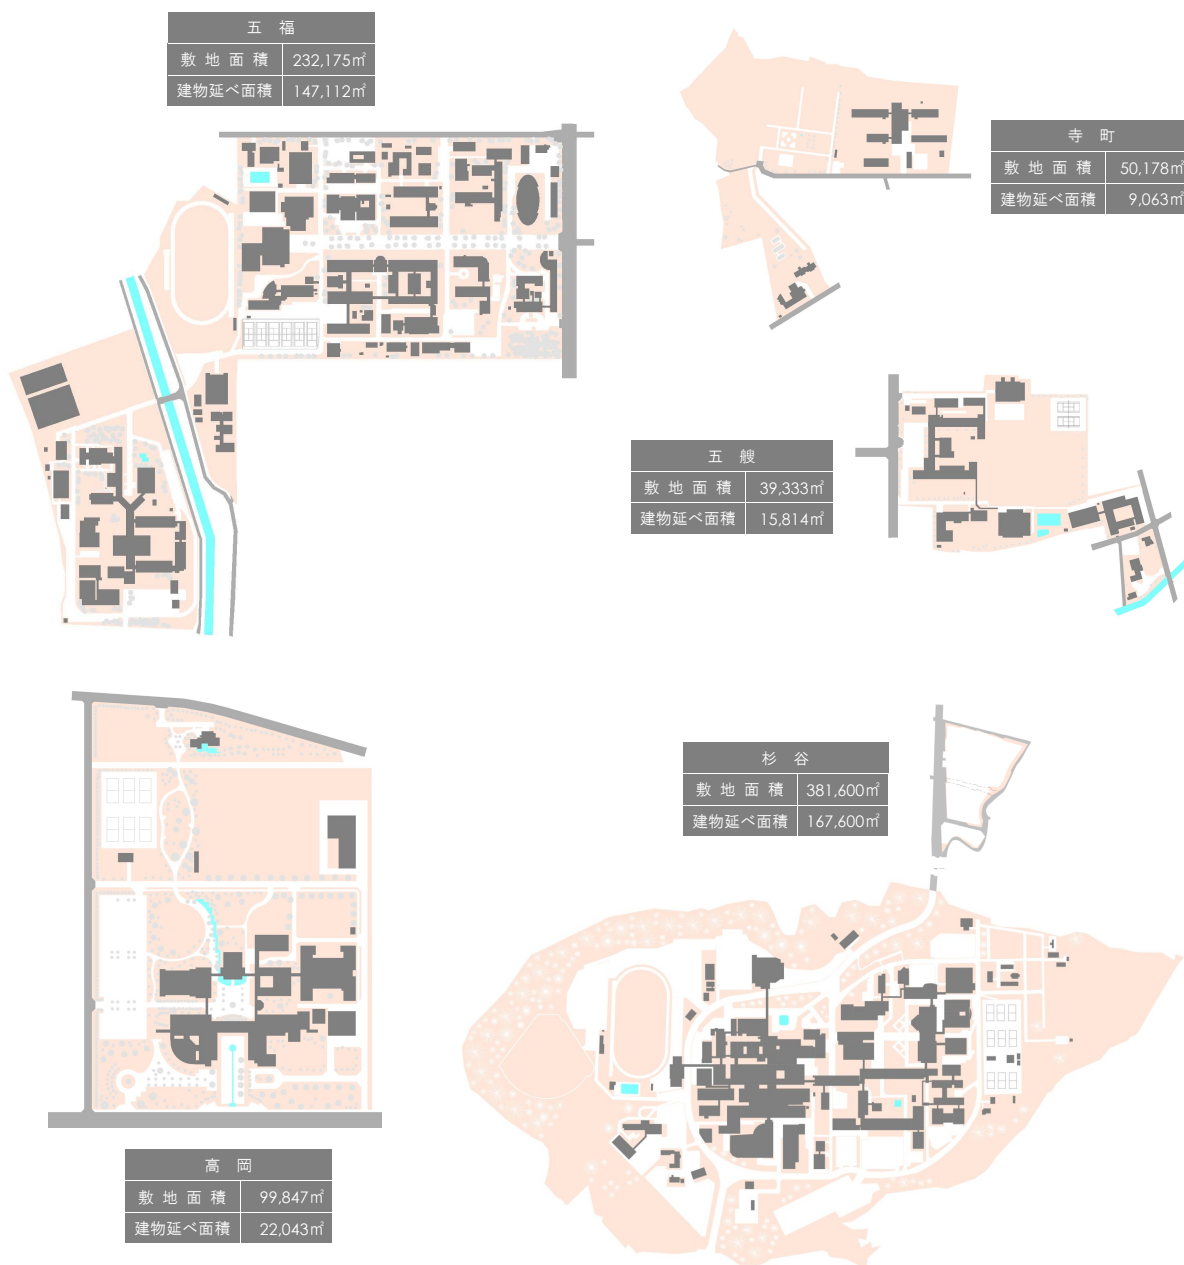 五 福
敷 地 面 積 232,175㎡
建物延べ面積 147,112㎡
寺 町
敷 地 面 積 50,178㎡
建物延べ面積 9,063㎡
五 艘
敷 地 面 積 39,333㎡
建物延べ面積 15,814㎡
杉 谷
敷 地 面 積 381,600㎡
建物延べ面積 167,600㎡
高 岡
敷 地 面 積 99,847㎡
建物延べ面積 22,043㎡